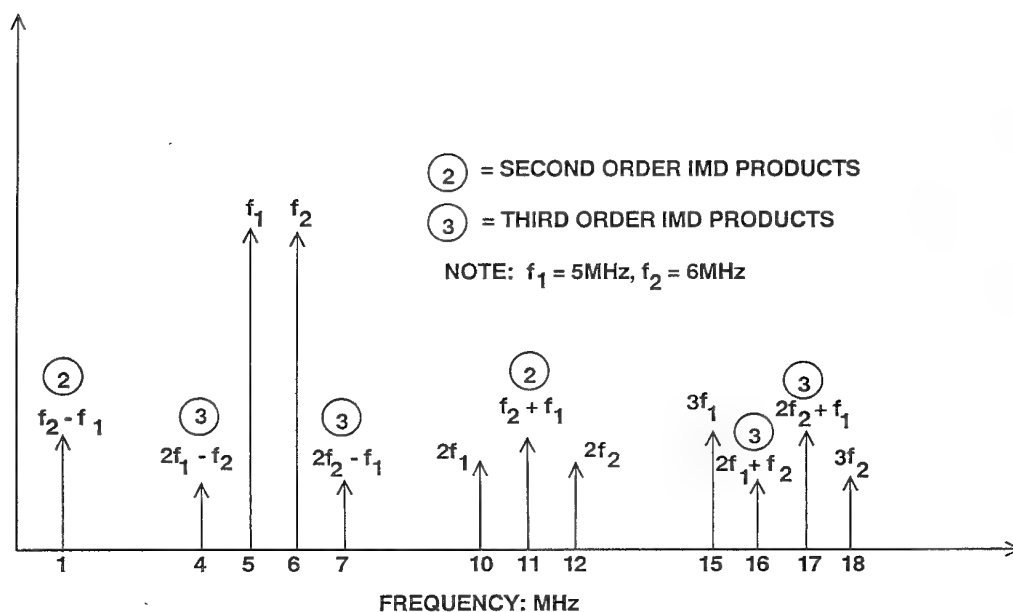 ② = SECOND ORDER IMD PRODUCTS
③ = THIRD ORDER IMD PRODUCTS
NOTE: f₁ = 5MHz, f₂ = 6MHz
f₁
f₂
②
f₂ - f₁
③
2f₁ - f₂
③
2f₂ - f₁
2f₁
②
f₂ + f₁
2f₂
3f₁
③
2f₁ + f₂
③
2f₂ + f₁
3f₂
1 4 5 6 7 10 11 12 15 16 17 18
FREQUENCY: MHz